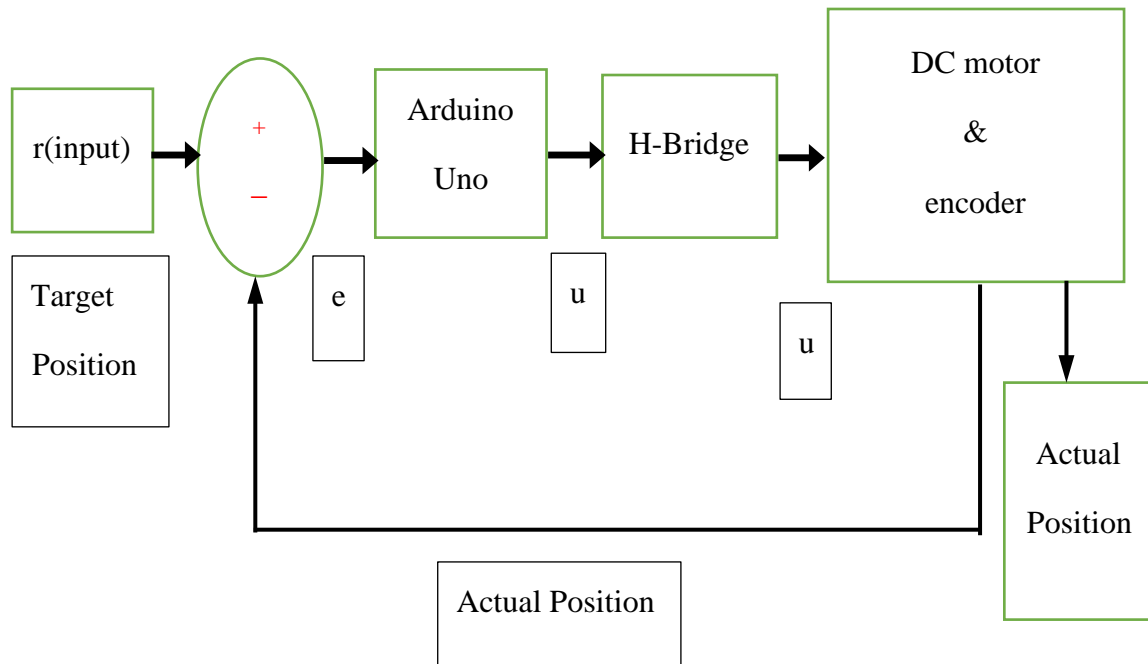 r(input)
+
−
Arduino
Uno
H-Bridge
DC motor
&
encoder
Target
Position
e
u
u
Actual
Position
Actual Position